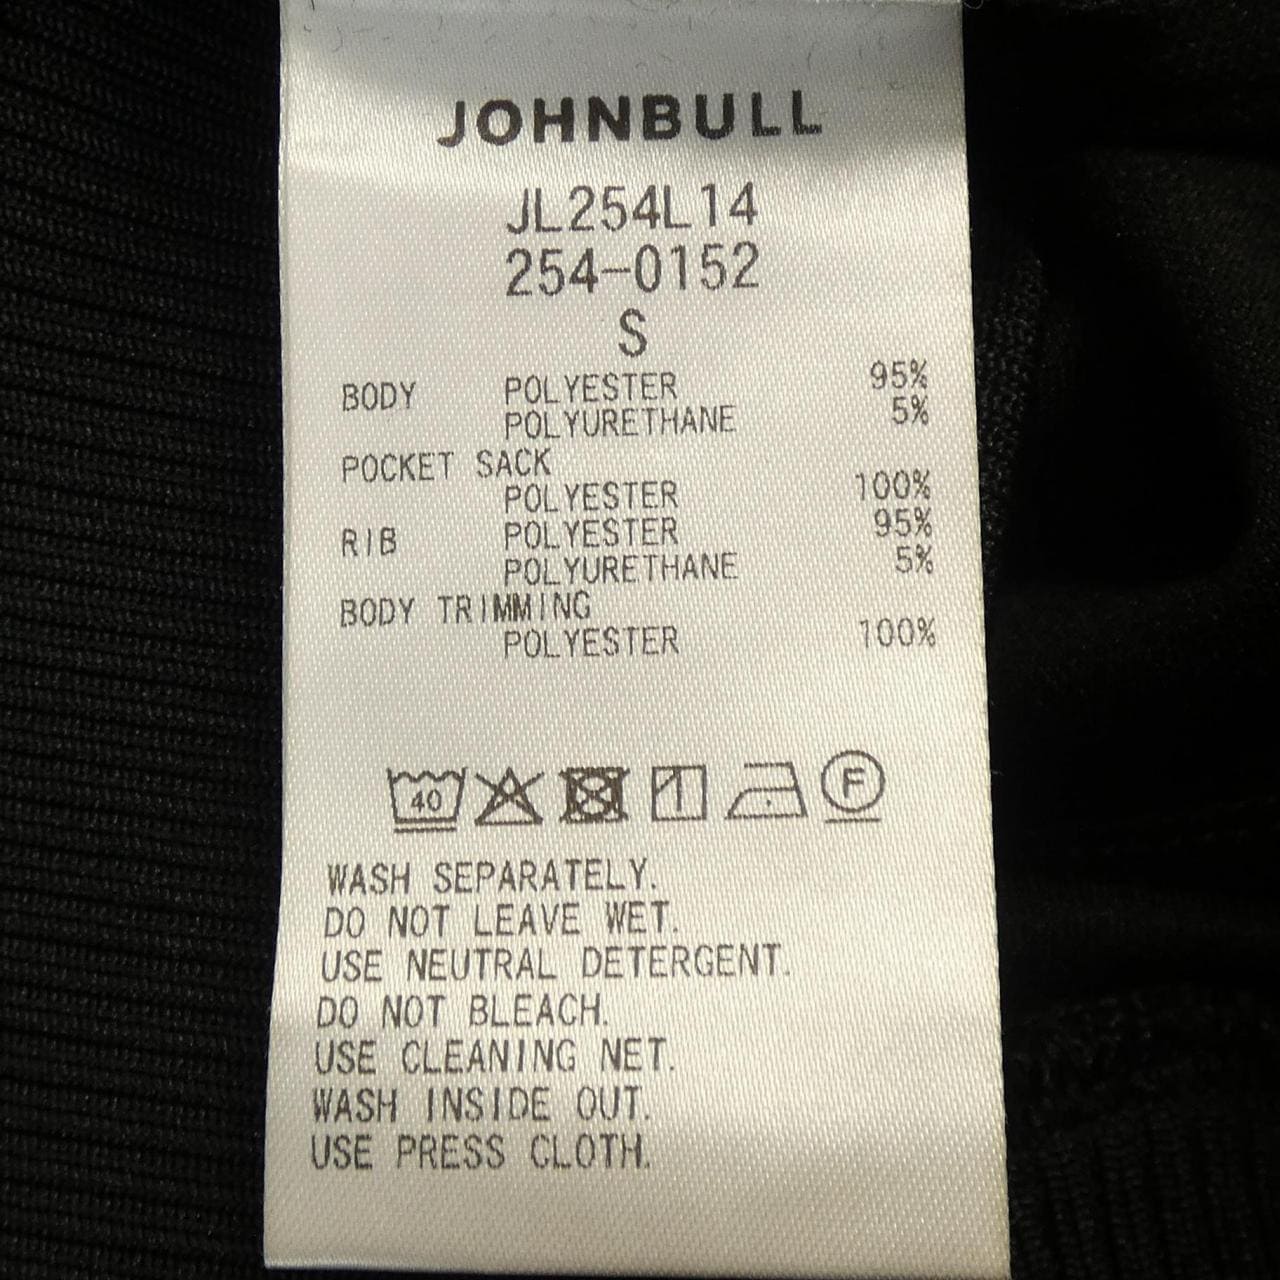 JOHNBULL
JL254L14
254-0152
S
BODY POLYESTER 95%
POLYURETHANE 5%
POCKET SACK
POLYESTER 100%
RIB POLYESTER 95%
POLYURETHANE 5%
BODY TRIMMING
POLYESTER 100%
40 F
WASH SEPARATELY.
DO NOT LEAVE WET.
USE NEUTRAL DETERGENT.
DO NOT BLEACH.
USE CLEANING NET.
WASH INSIDE OUT.
USE PRESS CLOTH.